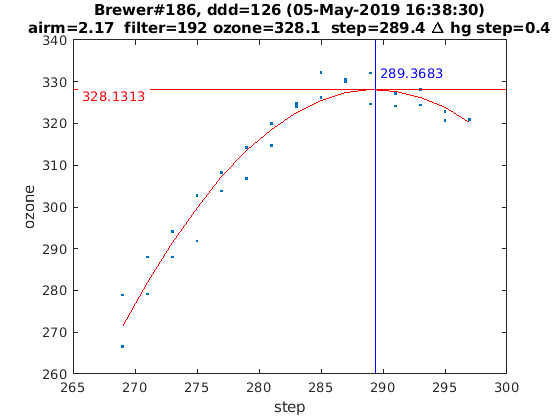 Brewer#186, ddd=126 (05-May-2019 16:38:30)
airm=2.17 filter=192 ozone=328.1 step=289.4 Δ hg step=0.4
340
330
320
310
300
290
280
270
260
ozone
328.1313
289.3683
265 270 275 280 285 290 295 300
step